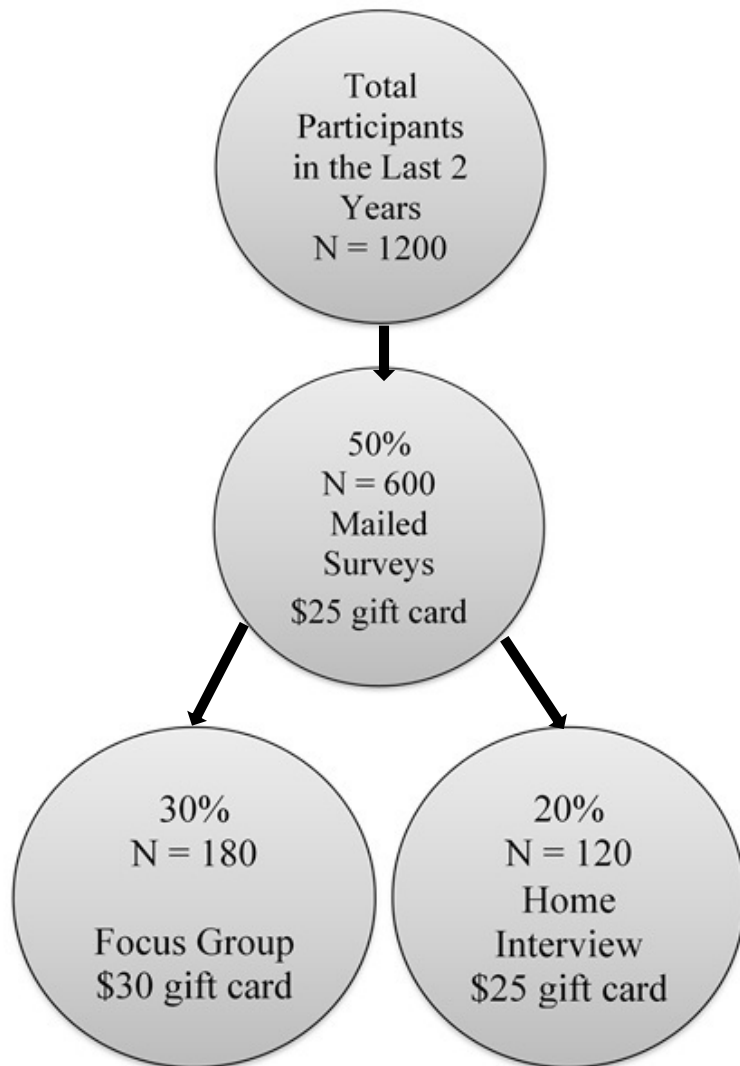 Total
Participants
in the Last 2
Years
N = 1200
50%
N = 600
Mailed
Surveys
$25 gift card
30%
N = 180
Focus Group
$30 gift card
20%
N = 120
Home
Interview
$25 gift card